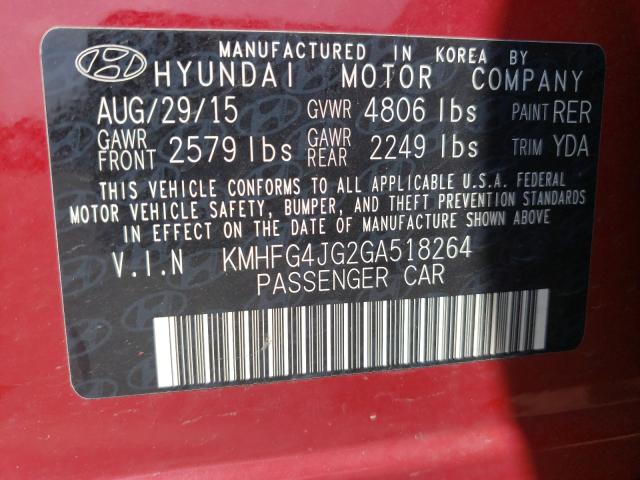 MANUFACTURED IN KOREA BY
HYUNDAI MOTOR COMPANY
AUG/29/15 GVWR 4806 lbs PAINT RER
GAWR FRONT 2579 lbs GAWR REAR 2249 lbs TRIM YDA
THIS VEHICLE CONFORMS TO ALL APPLICABLE U.S.A. FEDERAL
MOTOR VEHICLE SAFETY, BUMPER, AND THEFT PREVENTION STANDARDS
IN EFFECT ON THE DATE OF MANUFACTURE SHOWN ABOVE
V.I.N KMHFG4JG2GA518264
PASSENGER CAR